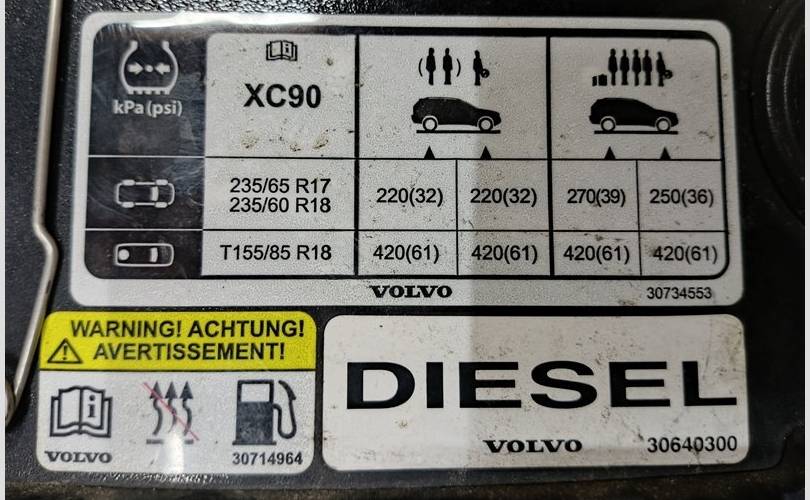 kPa(psi)
XC90
235/65 R17
235/60 R18
220(32) 220(32) 270(39) 250(36)
T155/85 R18 420(61) 420(61) 420(61) 420(61)
VOLVO 30734553
WARNING! ACHTUNG!
AVERTISSEMENT!
VOLVO 30714964
DIESEL
VOLVO 30640300